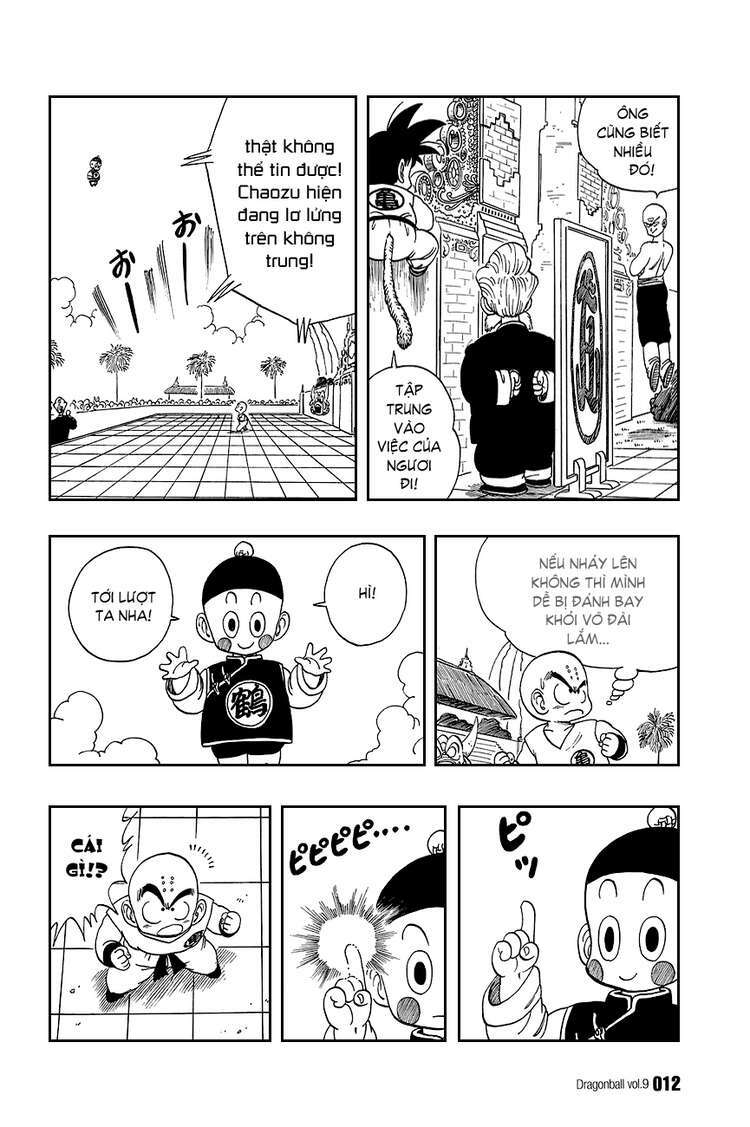 ÔNG
CŨNG BIẾT
NHIỀU
ĐÓ!
TẬP
TRUNG
VÀO
VIỆC CỦA
NGƯƠI
ĐI!
亀
thật không
thể tin được!
Chaozu hiện
đang lơ lửng
trên không
trung!
おーおー
NẾU NHẢY LÊN
KHÔNG THÌ MÌNH
DỄ BỊ ĐÁNH BAY
KHỎI VÕ ĐÀI
LẮM...
HÌ!
TỚI LƯỢT
TA NHA!
鶴
ピッ
ピピピピ....
CÁI
GÌ!?
Dragonball vol.9 012